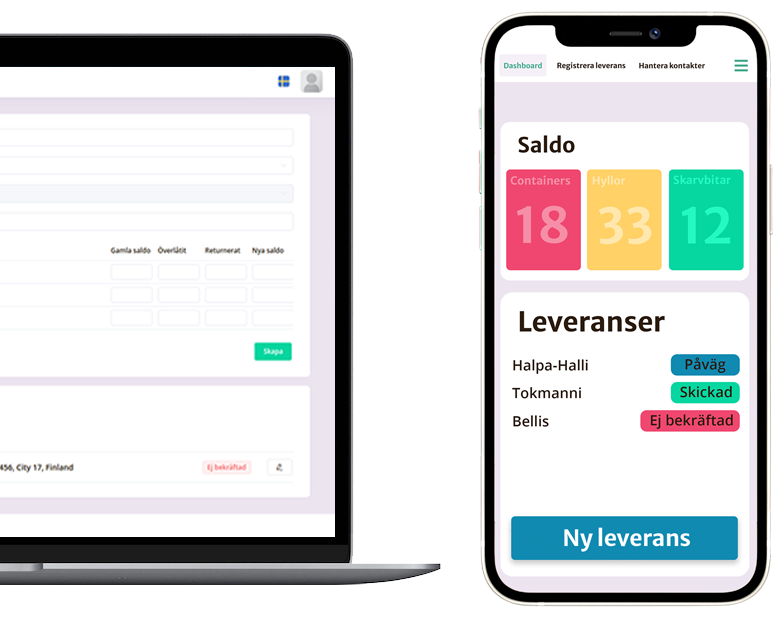 Gamla saldo Överlåtit Returnerat Nya saldo
Skapa
456, City 17, Finland Ej bekräftad
Dashboard Registrera leverans Hantera kontakter
Saldo
Containers Hyllor Skarvbitar
18 33 12
Leveranser
Halpa-Halli Påväg
Tokmanni Skickad
Bellis Ej bekräftad
Ny leverans